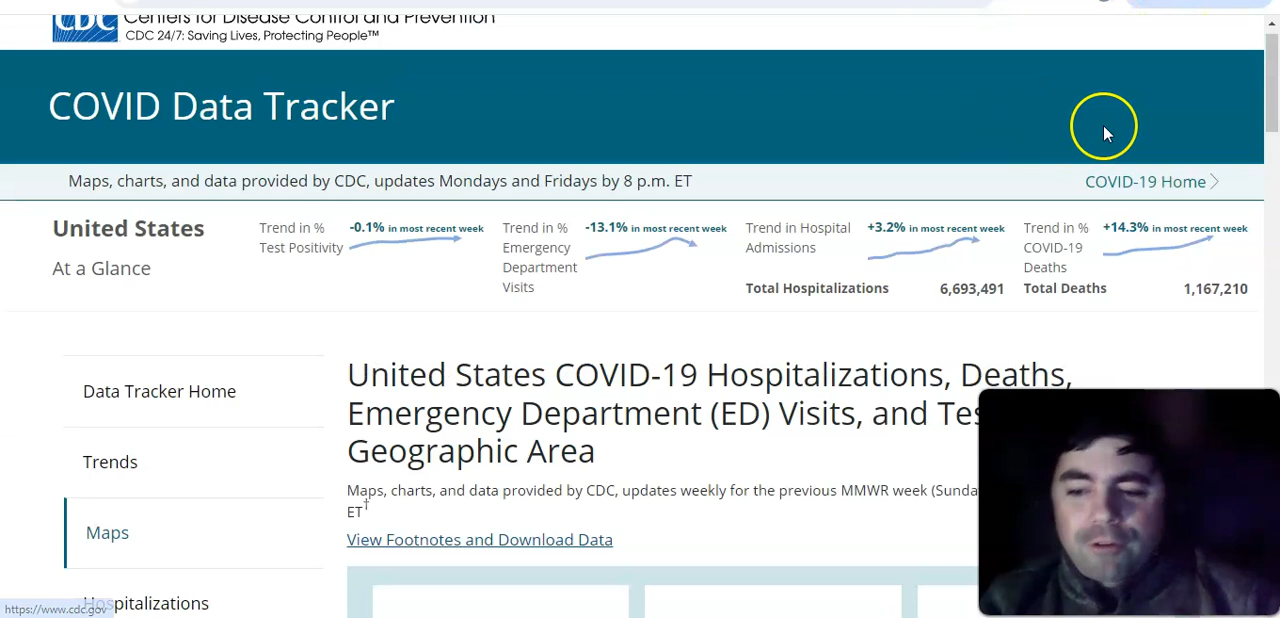 CDC Centers for Disease Control and Prevention
CDC 24/7: Saving Lives, Protecting People™
COVID Data Tracker
Maps, charts, and data provided by CDC, updates Mondays and Fridays by 8 p.m. ET
COVID-19 Home
United States
At a Glance
Trend in %
Test Positivity
-0.1% in most recent week
Trend in %
Emergency
Department
Visits
-13.1% in most recent week
Trend in Hospital
Admissions
+3.2% in most recent week
Total Hospitalizations 6,693,491
Trend in %
COVID-19
Deaths
+14.3% in most recent week
Total Deaths 1,167,210
Data Tracker Home
Trends
Maps
Hospitalizations
United States COVID-19 Hospitalizations, Deaths,
Emergency Department (ED) Visits, and
Geographic Area
Maps, charts, and data provided by CDC, updates weekly for the previous MMWR week
ET†
View Footnotes and Download Data
https://www.cdc.gov